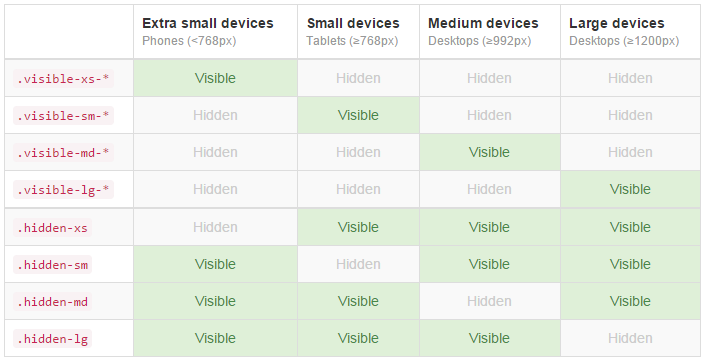 Extra small devices Small devices Medium devices Large devices
Phones (<768px) Tablets (≥768px) Desktops (≥992px) Desktops (≥1200px)
.visible-xs-* Visible Hidden Hidden Hidden
.visible-sm-* Hidden Visible Hidden Hidden
.visible-md-* Hidden Hidden Visible Hidden
.visible-lg-* Hidden Hidden Hidden Visible
.hidden-xs Hidden Visible Visible Visible
.hidden-sm Visible Hidden Visible Visible
.hidden-md Visible Visible Hidden Visible
.hidden-lg Visible Visible Visible Hidden